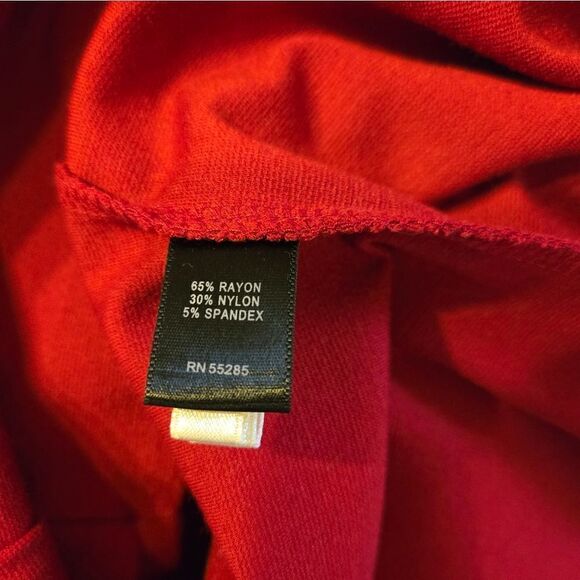 65% RAYON
30% NYLON
5% SPANDEX
RN 55285